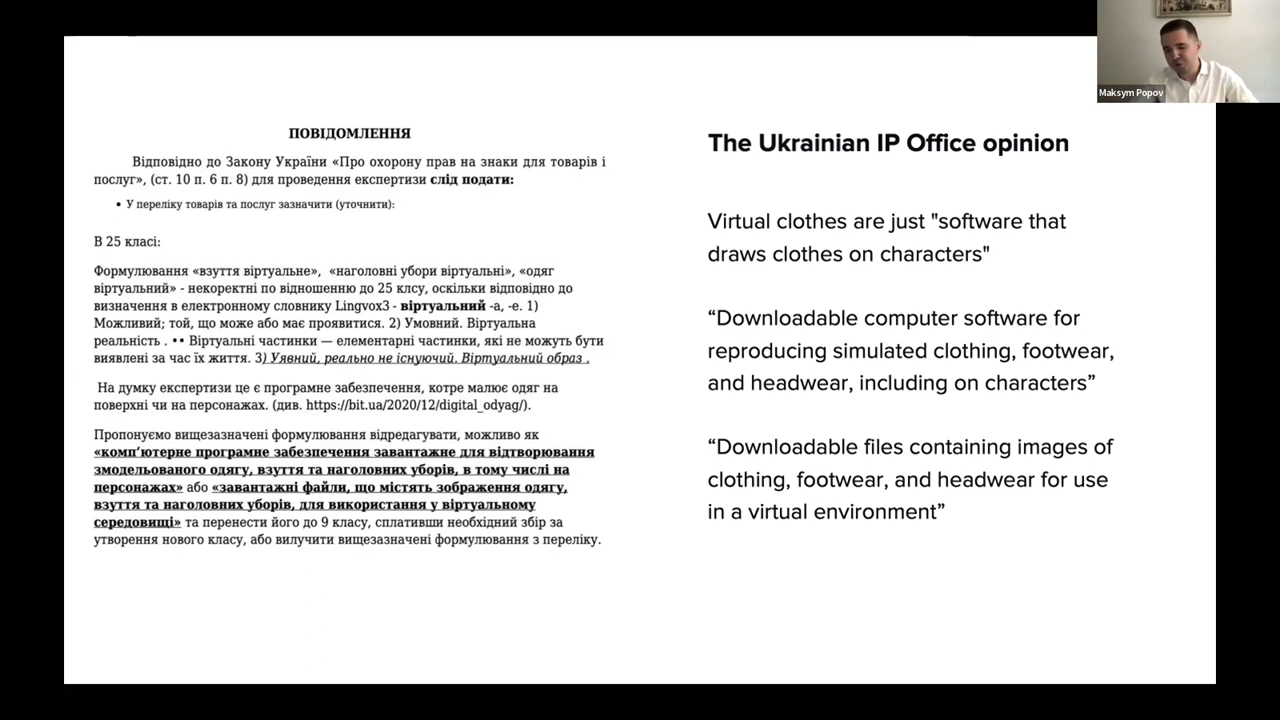 ПОВІДОМЛЕННЯ
Відповідно до Закону України «Про охорону прав на знаки для товарів і
послуг», (ст. 10 п. 6 п. 8) для проведення експертизи слід подати:
• У переліку товарів та послуг зазначити (уточнити):
В 25 класі:
Формулювання «взуття віртуальне», «наголовні убори віртуальні», «одяг
віртуальний» - некоректні по відношенню до 25 клсу, оскільки відповідно до
визначення в електронному словнику Lingvox3 - віртуальний -а, -е. 1)
Можливий; той, що може або має проявитися. 2) Умовний. Віртуальна
реальність . •• Віртуальні частинки — елементарні частинки, які не можуть бути
виявлені за час їх життя. 3) Уявний, реально не існуючий. Віртуальний образ .
На думку експертизи це є програмне забезпечення, котре малює одяг на
поверхні чи на персонажах. (див. https://bit.ua/2020/12/digital_odyag/).
Пропонуємо вищезазначені формулювання відредагувати, можливо як
«комп’ютерне програмне забезпечення завантажне для відтворювання
змодельованого одягу, взуття та наголовних уборів, в тому числі на
персонажах» або «завантажні файли, що містять зображення одягу,
взуття та наголовних уборів, для використання у віртуальному
середовищі» та перенести його до 9 класу, сплативши необхідний збір за
утворення нового класу, або вилучити вищезазначені формулювання з переліку.
The Ukrainian IP Office opinion
Virtual clothes are just "software that
draws clothes on characters"
“Downloadable computer software for
reproducing simulated clothing, footwear,
and headwear, including on characters”
“Downloadable files containing images of
clothing, footwear, and headwear for use
in a virtual environment”
Maksym Popov